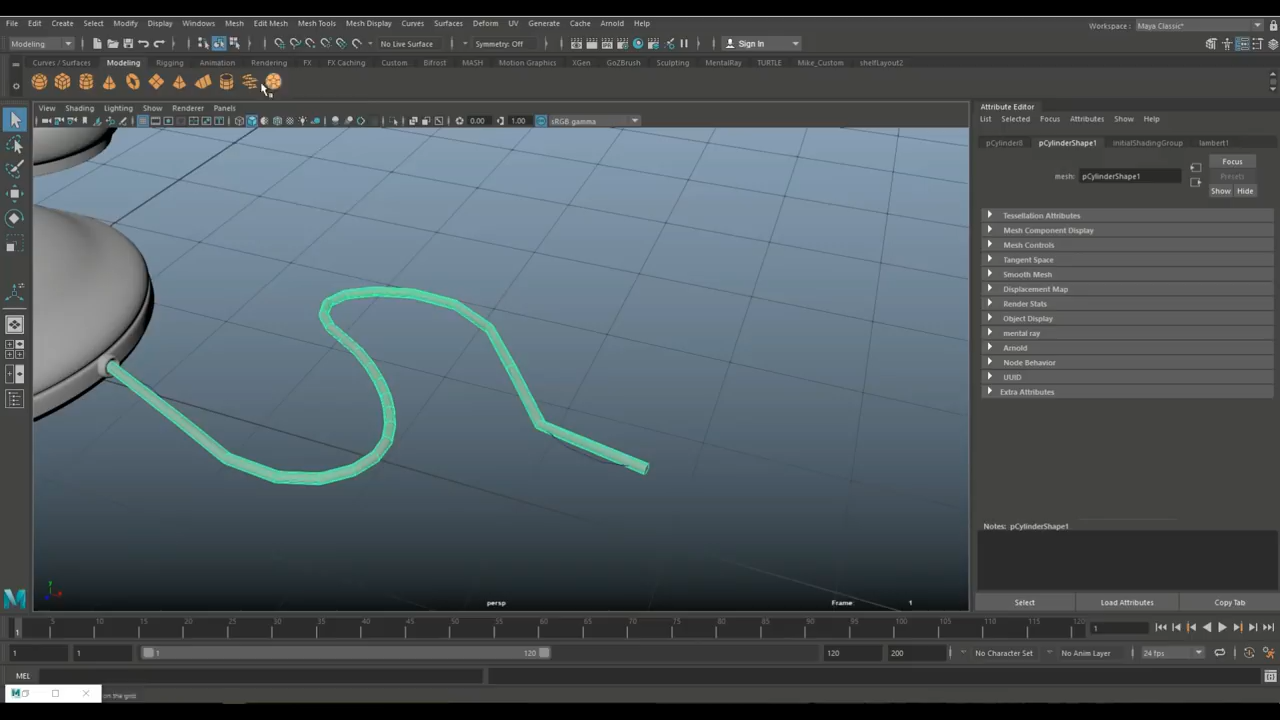 File Edit Create Select Modify Display Windows Mesh Edit Mesh Mesh Tools Mesh Display Curves Surfaces Deform UV Generate Cache Arnold Help
Workspace: Maya Classic*
Modeling No Live Surface Symmetry: Off Sign In
Curves / Surfaces Modeling Rigging Animation Rendering FX FX Caching Custom Bifrost MASH Motion Graphics XGen GoZBrush Sculpting MentalRay TURTLE Mike_Custom shelfLayout2
View Shading Lighting Show Renderer Panels
0.00 1.00 sRGB gamma
Attribute Editor
List Selected Focus Attributes Show Help
pCylinder8 pCylinderShape1 initialShadingGroup lambert1
Focus
mesh: pCylinderShape1
Presets
Show Hide
Tessellation Attributes
Mesh Component Display
Mesh Controls
Tangent Space
Smooth Mesh
Displacement Map
Render Stats
Object Display
mental ray
Arnold
Node Behavior
UUID
Extra Attributes
Notes: pCylinderShape1
Select Load Attributes Copy Tab
persp Frame: 1
1 5 10 15 20 25 30 35 40 45 50 55 60 65 70 75 80 85 90 95 100 105 110 115 120 1
1 1 1 120 120 200 No Character Set No Anim Layer 24 fps
MEL
on the grid